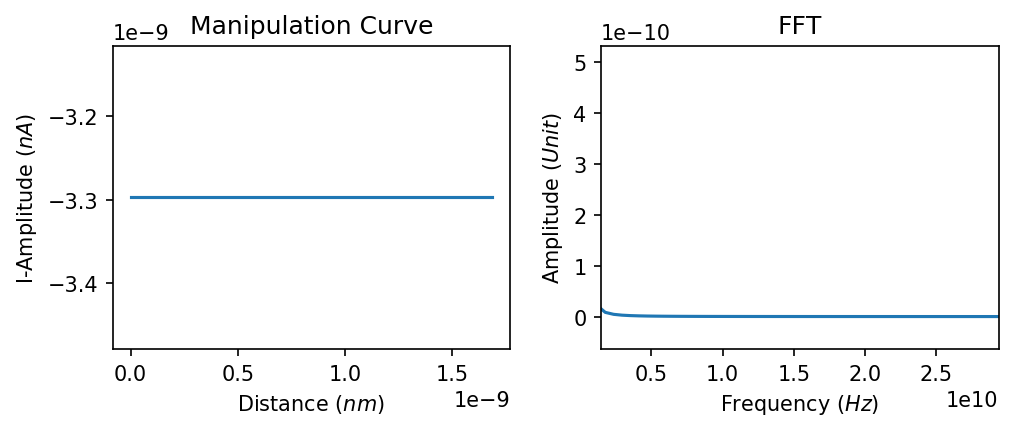 Manipulation Curve
1e−9
−3.2
−3.3
−3.4
I-Amplitude (nA)
0.0 0.5 1.0 1.5
Distance (nm)
1e−9
FFT
1e−10
5
4
3
2
1
0
Amplitude (Unit)
0.5 1.0 1.5 2.0 2.5
Frequency (Hz)
1e10